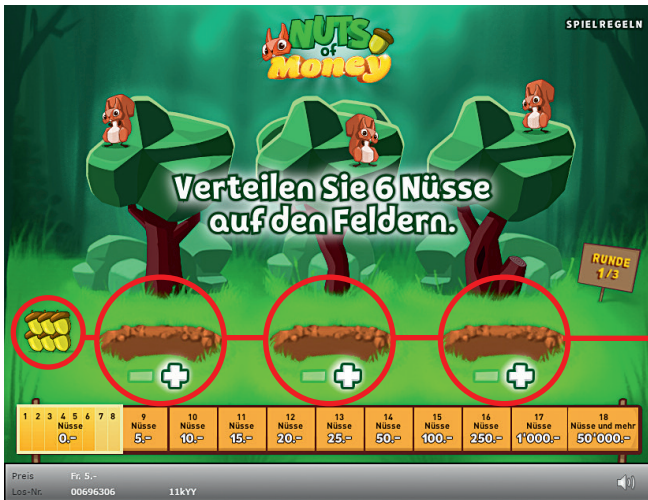 NUTS
OF
Money
SPIELREGELN
Verteilen Sie 6 Nüsse
auf den Feldern.
RUNDE
1/3
1 2 3 4 5 6 7 8
Nüsse
0.-
9
Nüsse
5.-
10
Nüsse
10.-
11
Nüsse
15.-
12
Nüsse
20.-
13
Nüsse
25.-
14
Nüsse
50.-
15
Nüsse
100.-
16
Nüsse
250.-
17
Nüsse
1'000.-
18
Nüsse und mehr
50'000.-
Preis Fr. 5.-
Los-Nr. 00696306 11kYY